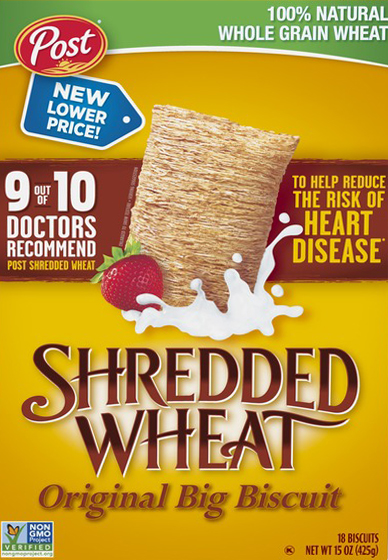 100% NATURAL
WHOLE GRAIN WHEAT
Post
NEW
LOWER
PRICE!
9 OUT OF 10
DOCTORS
RECOMMEND
POST SHREDDED WHEAT
TO HELP REDUCE
THE RISK OF
HEART
DISEASE*
SHREDDED
WHEAT
Original Big Biscuit
NON
GMO
Project
VERIFIED
nongmoproject.org
K
18 BISCUITS
NET WT 15 OZ (425g)